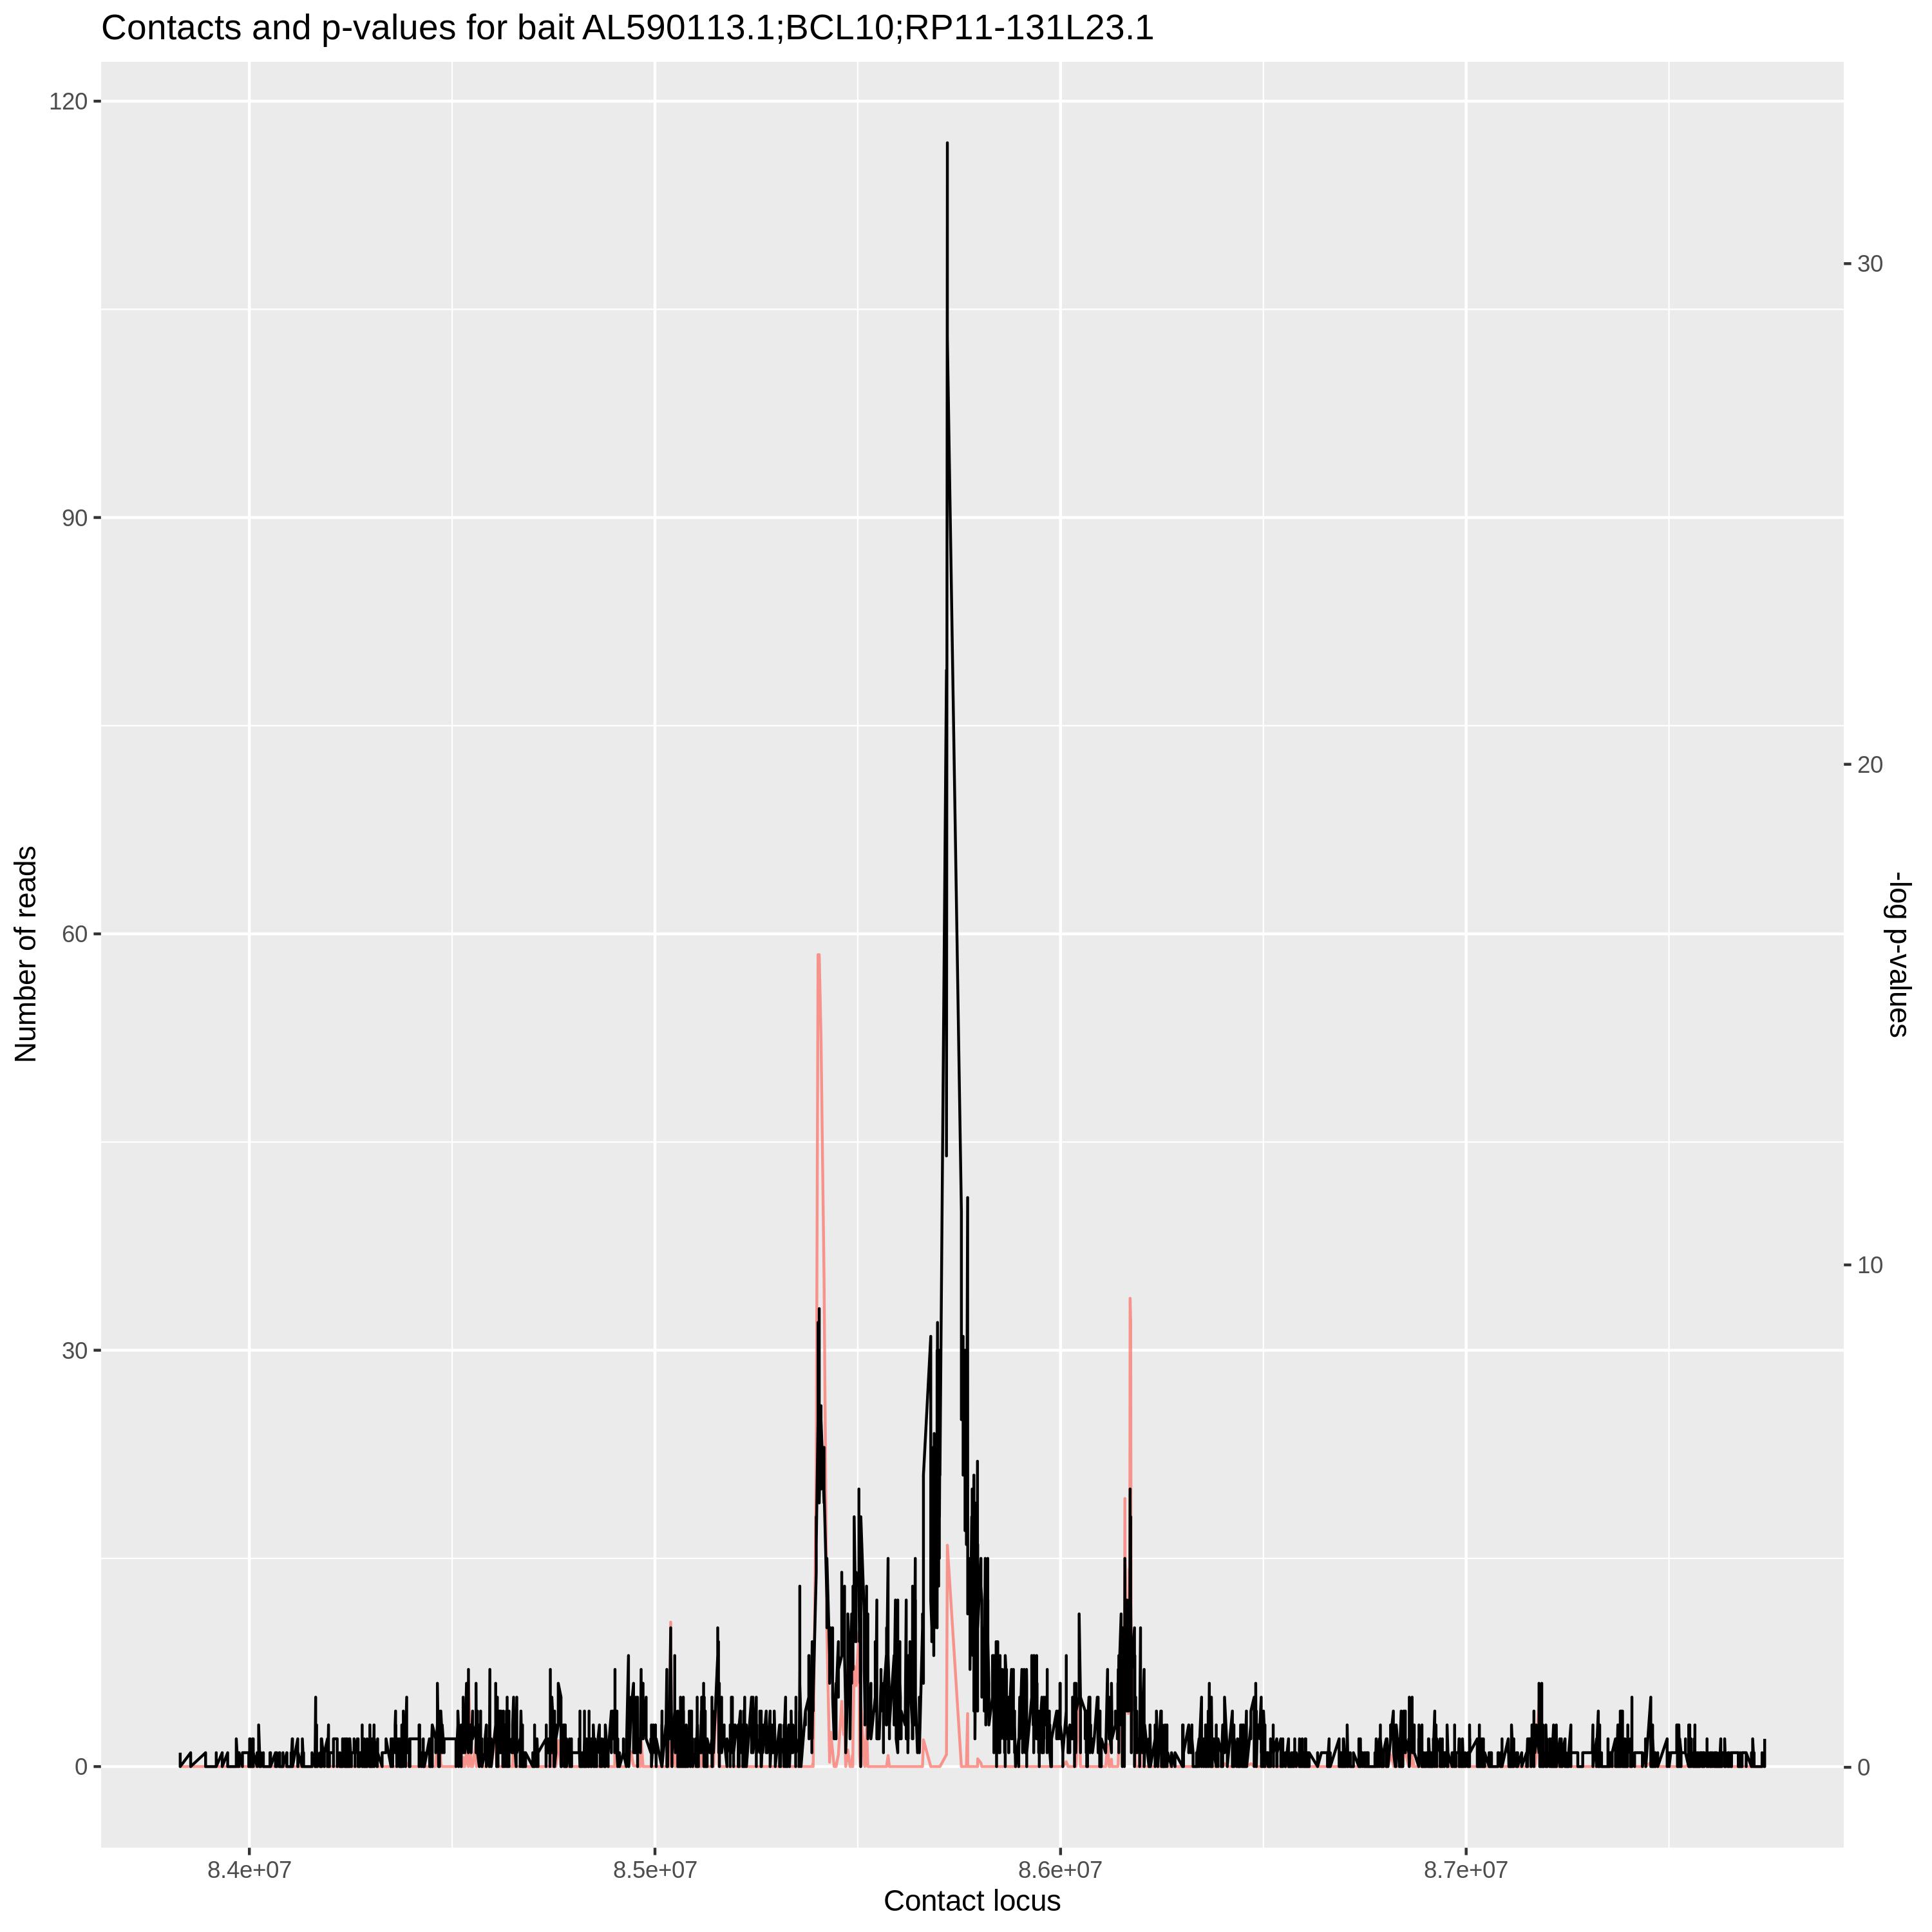 Contacts and p-values for bait AL590113.1;BCL10;RP11-131L23.1
120
90
60
30
0
Number of reads
30
20
10
0
-log p-values
8.4e+07
8.5e+07
8.6e+07
8.7e+07
Contact locus